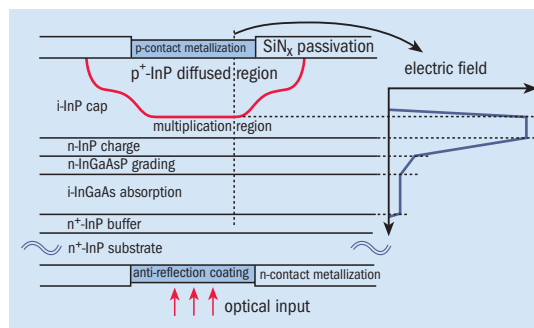 p-contact metallization
SiNx passivation
p+-InP diffused region
electric field
i-InP cap
multiplication region
n-InP charge
n-InGaAsP grading
i-InGaAs absorption
n+-InP buffer
n+-InP substrate
anti-reflection coating
n-contact metallization
optical input